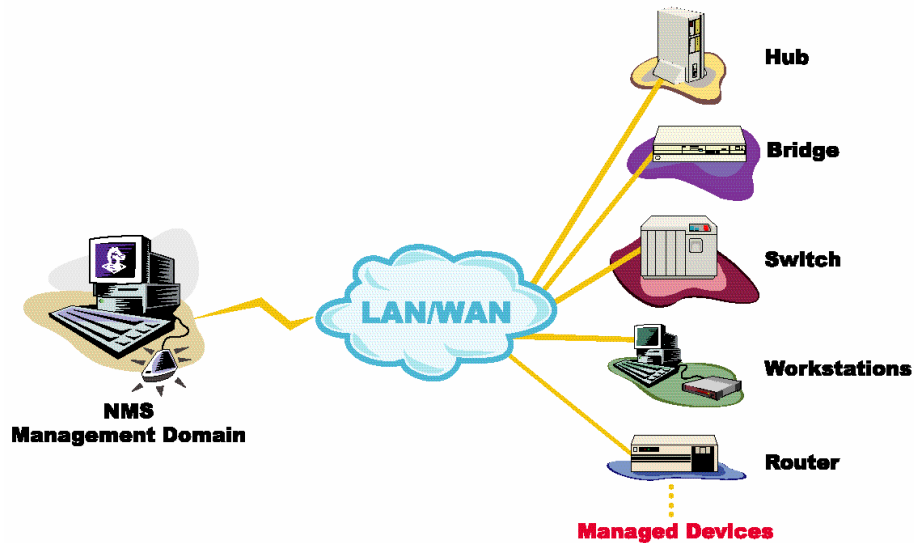 Hub
Bridge
Switch
LAN/WAN
Workstations
NMS
Management Domain
Router
Managed Devices